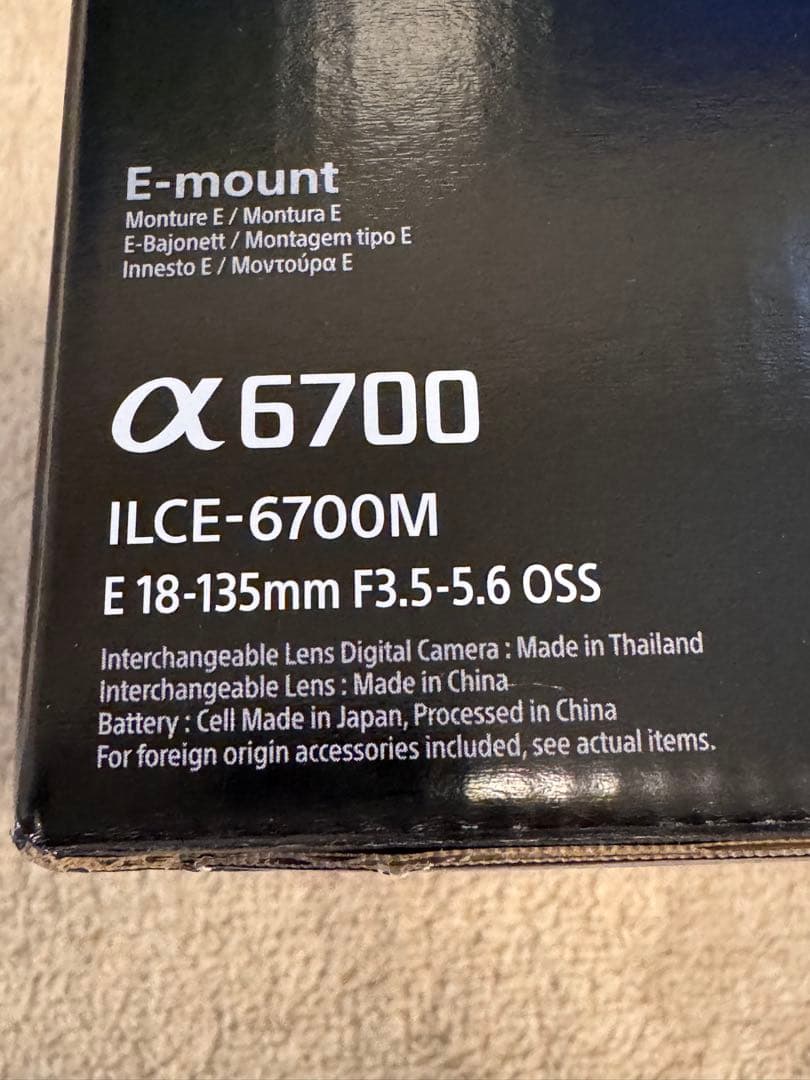 E-mount
Monture E / Montura E
E-Bajonett / Montagem tipo E
Innesto E / Μοντούρα E
α6700
ILCE-6700M
E 18-135mm F3.5-5.6 OSS
Interchangeable Lens Digital Camera : Made in Thailand
Interchangeable Lens : Made in China
Battery : Cell Made in Japan, Processed in China
For foreign origin accessories included, see actual items.